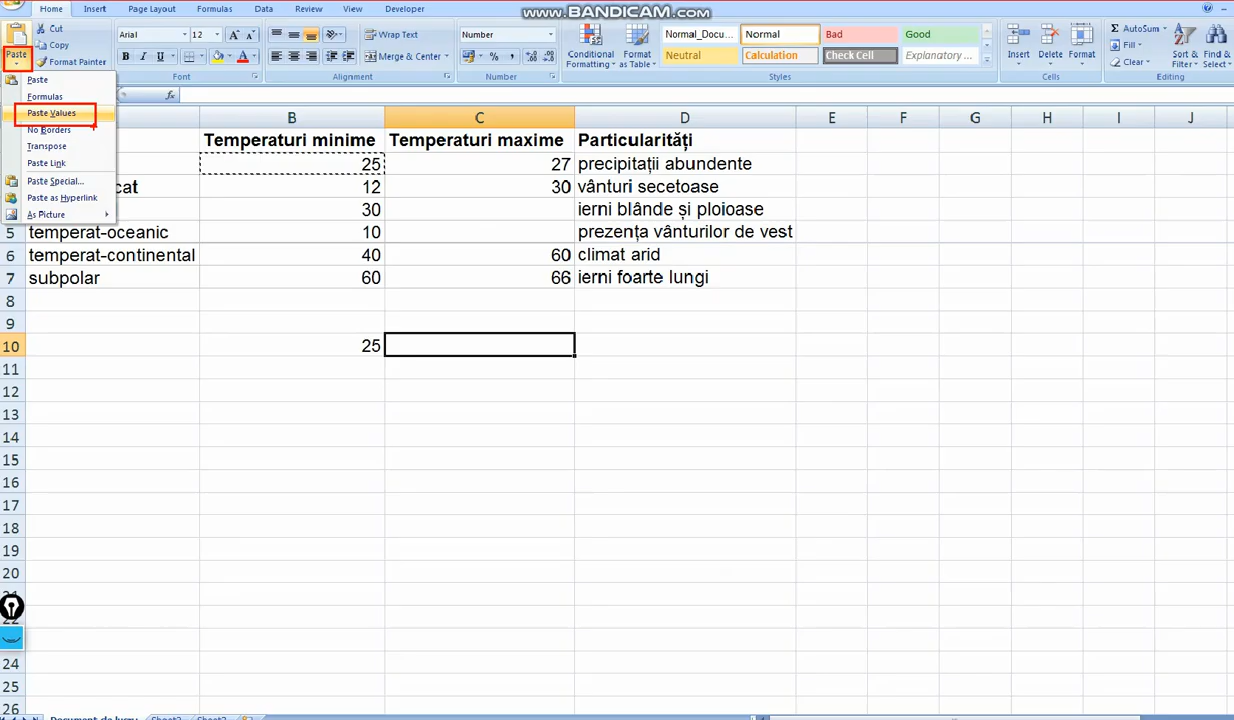 Home Insert Page Layout Formulas Data Review View Developer
www.BANDICAM.com
Paste
Cut
Copy
Format Painter
Arial 12
B I U
Font
Wrap Text
Merge & Center
Alignment
Number
Number
Conditional Formatting
Format as Table
Normal_Docu... Normal Bad Good
Neutral Calculation Check Cell Explanatory ...
Styles
Insert Delete Format
Cells
AutoSum
Fill
Clear
Sort & Filter
Find & Select
Editing
Paste
Formulas
Paste Values
No Borders
Transpose
Paste Link
Paste Special...
Paste as Hyperlink
As Picture
fx
B C D E F G H I J
Temperaturi minime Temperaturi maxime Particularități
25 27 precipitații abundente
cat 12 30 vânturi secetoase
30 ierni blânde și ploioase
5 temperat-oceanic 10 prezența vânturilor de vest
6 temperat-continental 40 60 climat arid
7 subpolar 60 66 ierni foarte lungi
8
9
10 25
11
12
13
14
15
16
17
18
19
20
24
25
26
Document de lucru Sheet2